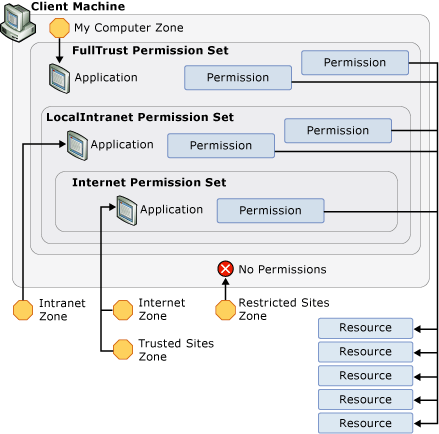 Client Machine
My Computer Zone
FullTrust Permission Set
Permission
Application
Permission
LocalIntranet Permission Set
Permission
Application
Permission
Internet Permission Set
Application
Permission
No Permissions
Intranet
Zone
Internet
Zone
Restricted Sites
Zone
Trusted Sites
Zone
Resource
Resource
Resource
Resource
Resource